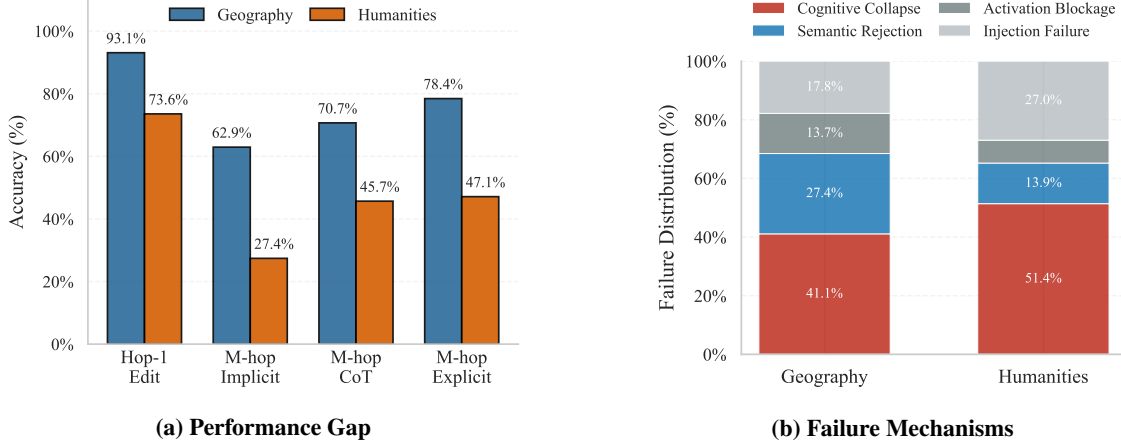 Geography Humanities
Accuracy (%)
100%
80%
60%
40%
20%
0%
93.1%
73.6%
62.9%
27.4%
70.7%
45.7%
78.4%
47.1%
Hop-1
Edit
M-hop
Implicit
M-hop
CoT
M-hop
Explicit
(a) Performance Gap
Cognitive Collapse Activation Blockage
Semantic Rejection Injection Failure
Failure Distribution (%)
100%
80%
60%
40%
20%
0%
17.8%
13.7%
27.4%
41.1%
27.0%
13.9%
51.4%
Geography Humanities
(b) Failure Mechanisms